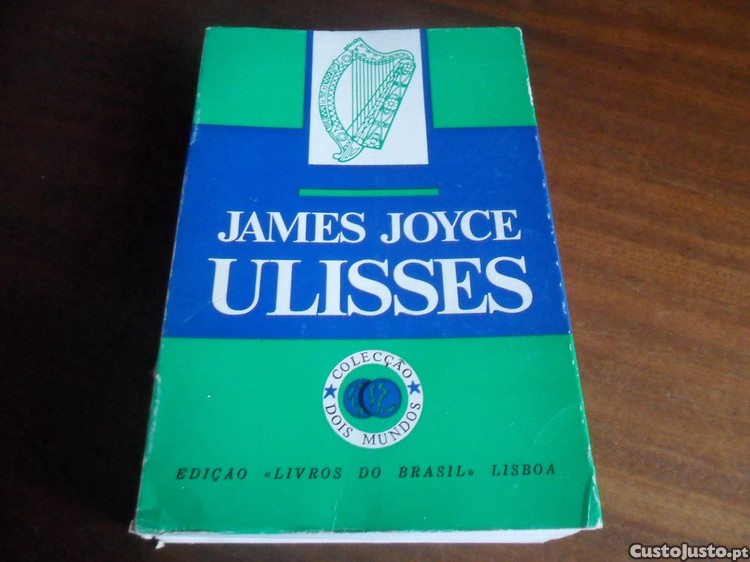 JAMES JOYCE
ULISSES
COLECÇÃO
DOIS MUNDOS
EDIÇÃO «LIVROS DO BRASIL» LISBOA
CustoJusto.pt